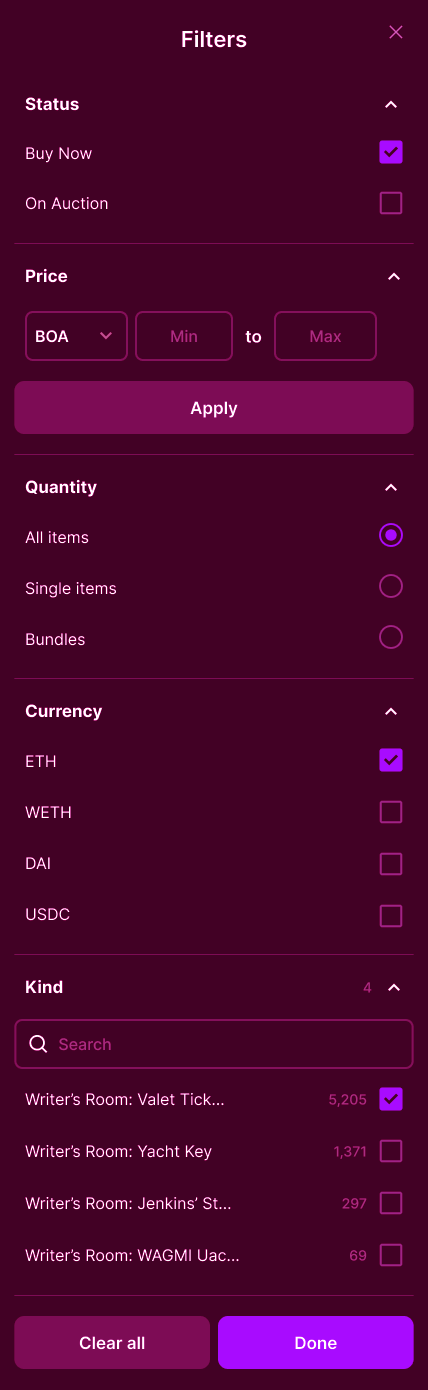 Filters
Status
Buy Now
On Auction
Price
BOA Min to Max
Apply
Quantity
All items
Single items
Bundles
Currency
ETH
WETH
DAI
USDC
Kind 4
Search
Writer’s Room: Valet Tick... 5,205
Writer’s Room: Yacht Key 1,371
Writer’s Room: Jenkins’ St... 297
Writer’s Room: WAGMI Uac... 69
Clear all Done